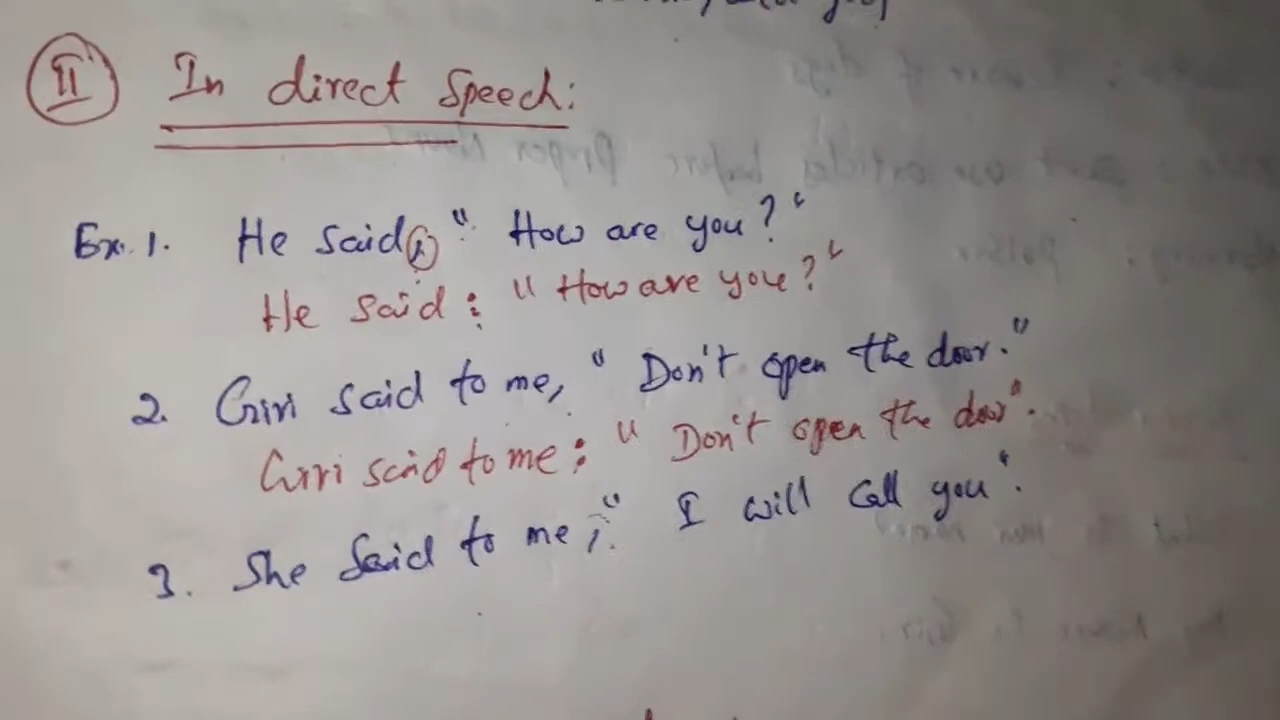 II In direct Speech:
Ex. 1. He said, " How are you? "
He said : " How are you? "
2. Giri said to me, " Don't open the door. "
Giri said to me : " Don't open the door".
3. She said to me ; " I will call you ".